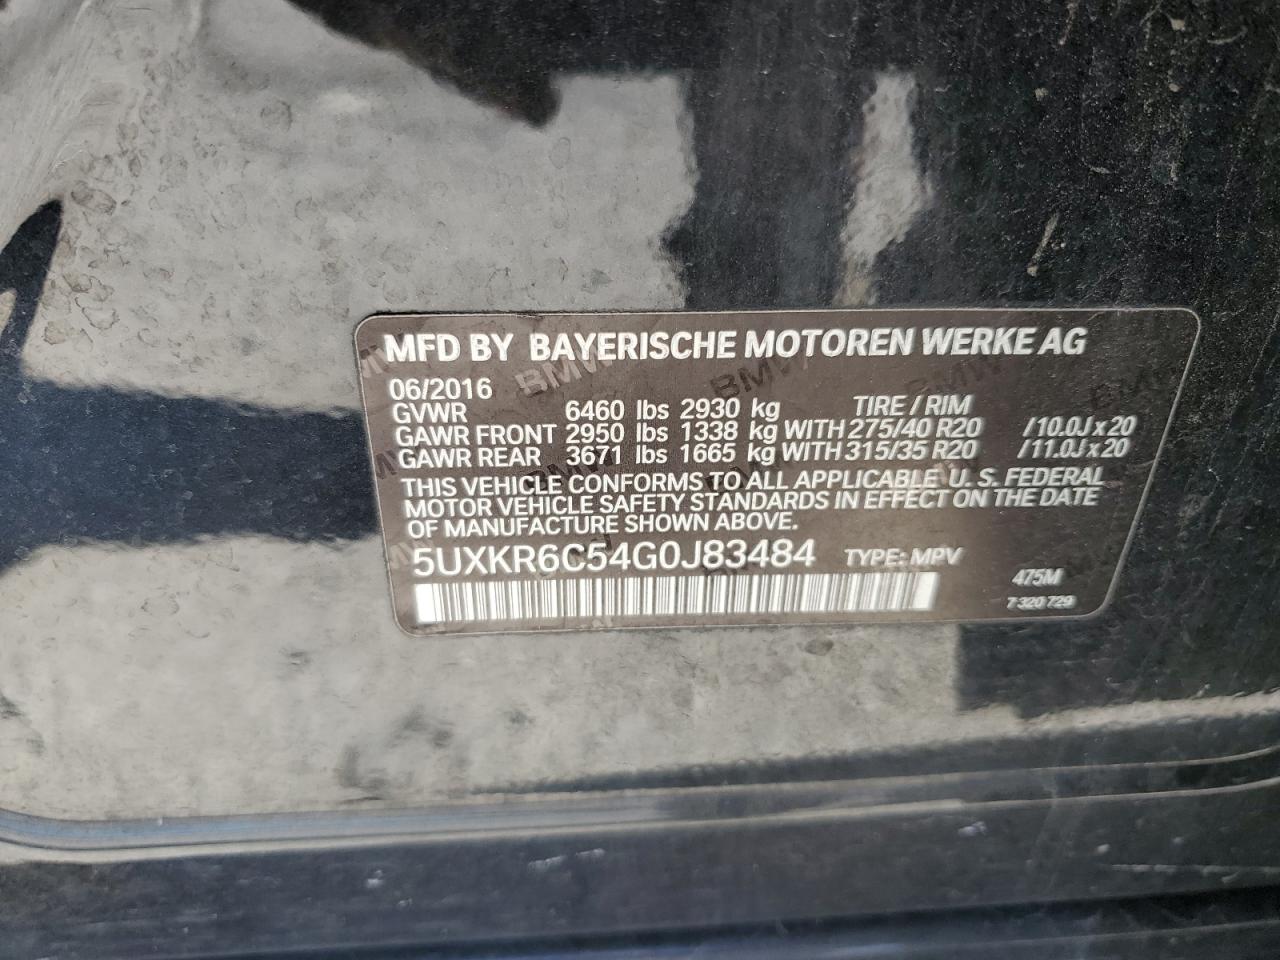 MFD BY BAYERISCHE MOTOREN WERKE AG
06/2016
GVWR 6460 lbs 2930 kg TIRE / RIM
GAWR FRONT 2950 lbs 1338 kg WITH 275/40 R20 /10.0J x 20
GAWR REAR 3671 lbs 1665 kg WITH 315/35 R20 /11.0J x 20
THIS VEHICLE CONFORMS TO ALL APPLICABLE U.S. FEDERAL
MOTOR VEHICLE SAFETY STANDARDS IN EFFECT ON THE DATE
OF MANUFACTURE SHOWN ABOVE.
5UXKR6C54G0J83484 TYPE: MPV
475M
7 320 729